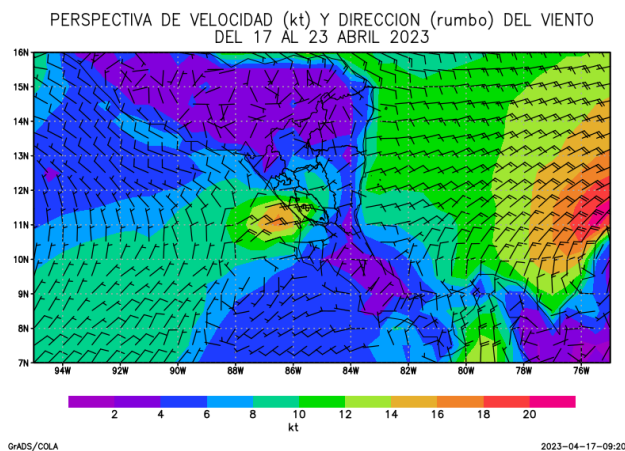 PERSPECTIVA DE VELOCIDAD (kt) Y DIRECCION (rumbo) DEL VIENTO
DEL 17 AL 23 ABRIL 2023
16N
15N
14N
13N
12N
11N
10N
9N
8N
7N
94W
92W
90W
88W
86W
84W
82W
80W
78W
76W
2 4 6 8 10 12 14 16 18 20
kt
GrADS/COLA
2023-04-17-09:20